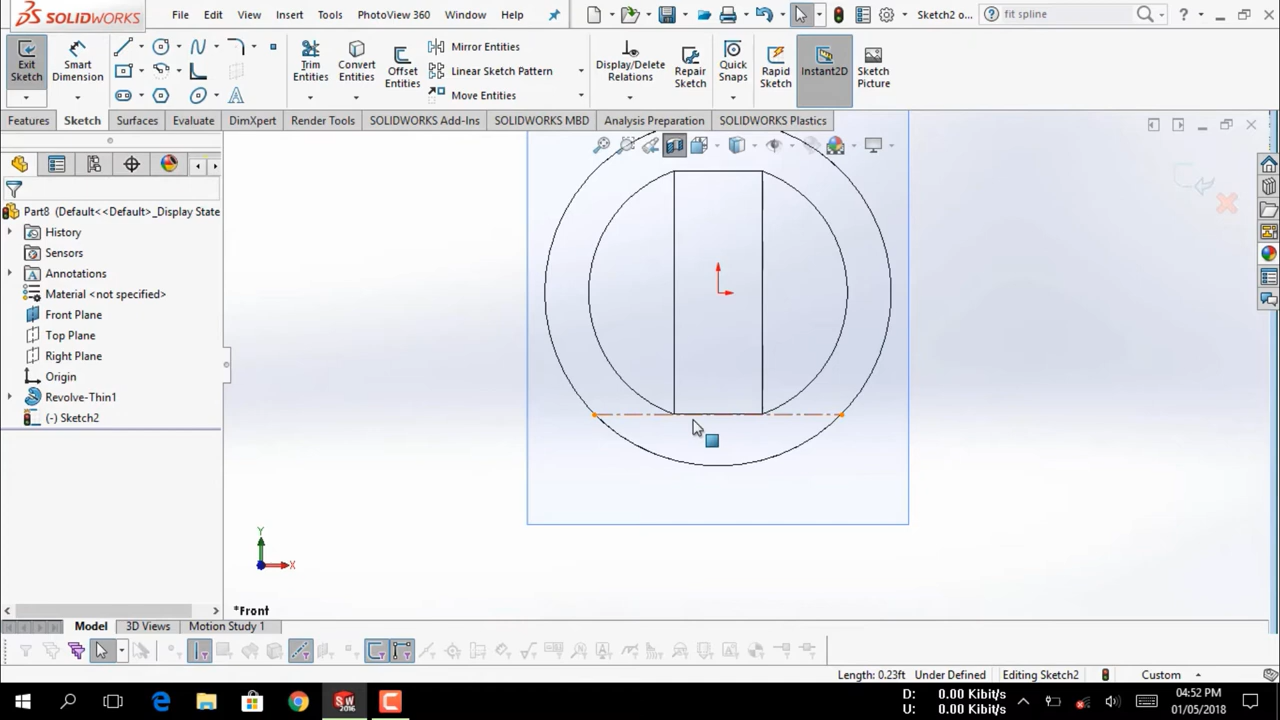 SOLIDWORKS File Edit View Insert Tools PhotoView 360 Window Help Sketch2 o... fit spline ?
Exit Sketch Smart Dimension Trim Entities Convert Entities Offset Entities Mirror Entities Display/Delete Relations Repair Sketch Quick Snaps Rapid Sketch Instant2D Sketch Picture
Linear Sketch Pattern
Move Entities
Features Sketch Surfaces Evaluate DimXpert Render Tools SOLIDWORKS Add-Ins SOLIDWORKS MBD Analysis Preparation SOLIDWORKS Plastics
Part8 (Default<<Default>_Display State
History
Sensors
Annotations
Material <not specified>
Front Plane
Top Plane
Right Plane
Origin
Revolve-Thin1
(-) Sketch2
Y
X
*Front
Model 3D Views Motion Study 1
Length: 0.23ft Under Defined Editing Sketch2 Custom
SW 2016 D: 0.00 Kibit/s 04:52 PM
U: 0.00 Kibit/s 01/05/2018